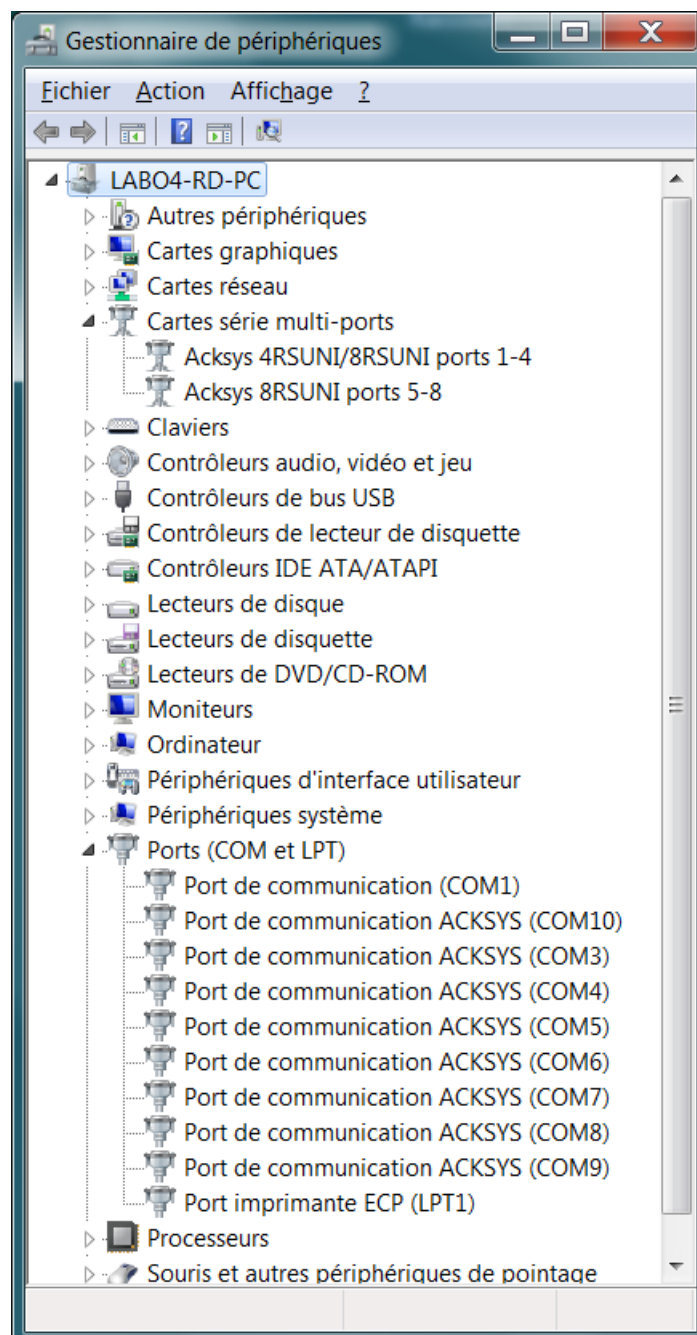 Gestionnaire de périphériques
Fichier Action Affichage ?
LABO4-RD-PC
Autres périphériques
Cartes graphiques
Cartes réseau
Cartes série multi-ports
Acksys 4RSUNI/8RSUNI ports 1-4
Acksys 8RSUNI ports 5-8
Claviers
Contrôleurs audio, vidéo et jeu
Contrôleurs de bus USB
Contrôleurs de lecteur de disquette
Contrôleurs IDE ATA/ATAPI
Lecteurs de disque
Lecteurs de disquette
Lecteurs de DVD/CD-ROM
Moniteurs
Ordinateur
Périphériques d'interface utilisateur
Périphériques système
Ports (COM et LPT)
Port de communication (COM1)
Port de communication ACKSYS (COM10)
Port de communication ACKSYS (COM3)
Port de communication ACKSYS (COM4)
Port de communication ACKSYS (COM5)
Port de communication ACKSYS (COM6)
Port de communication ACKSYS (COM7)
Port de communication ACKSYS (COM8)
Port de communication ACKSYS (COM9)
Port imprimante ECP (LPT1)
Processeurs
Souris et autres périphériques de pointage